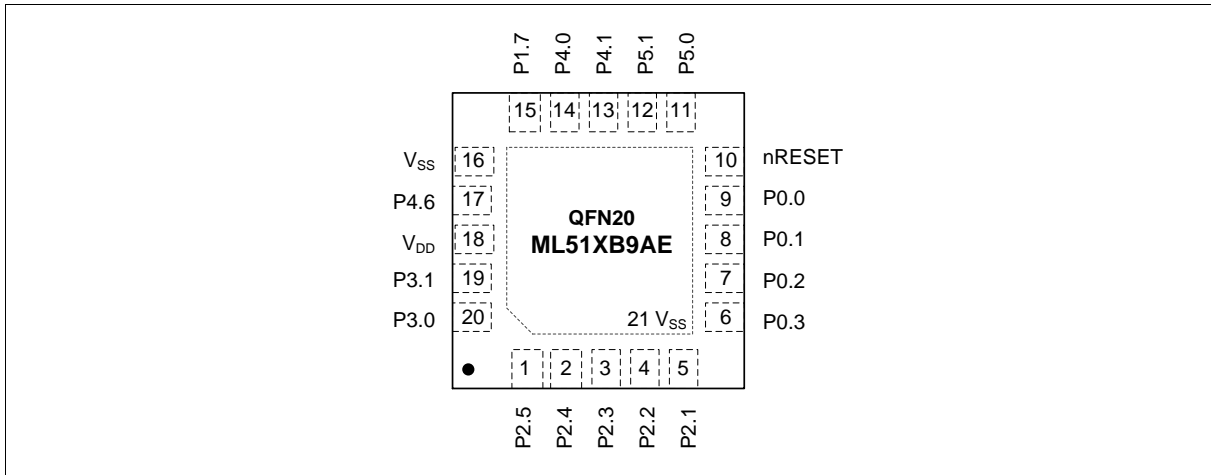 P1.7 P4.0 P4.1 P5.1 P5.0
15 14 13 12 11
VSS 16 10 nRESET
P4.6 17 9 P0.0
QFN20
VDD 18 ML51XB9AE 8 P0.1
P3.1 19 7 P0.2
P3.0 20 21 VSS 6 P0.3
1 2 3 4 5
P2.5 P2.4 P2.3 P2.2 P2.1